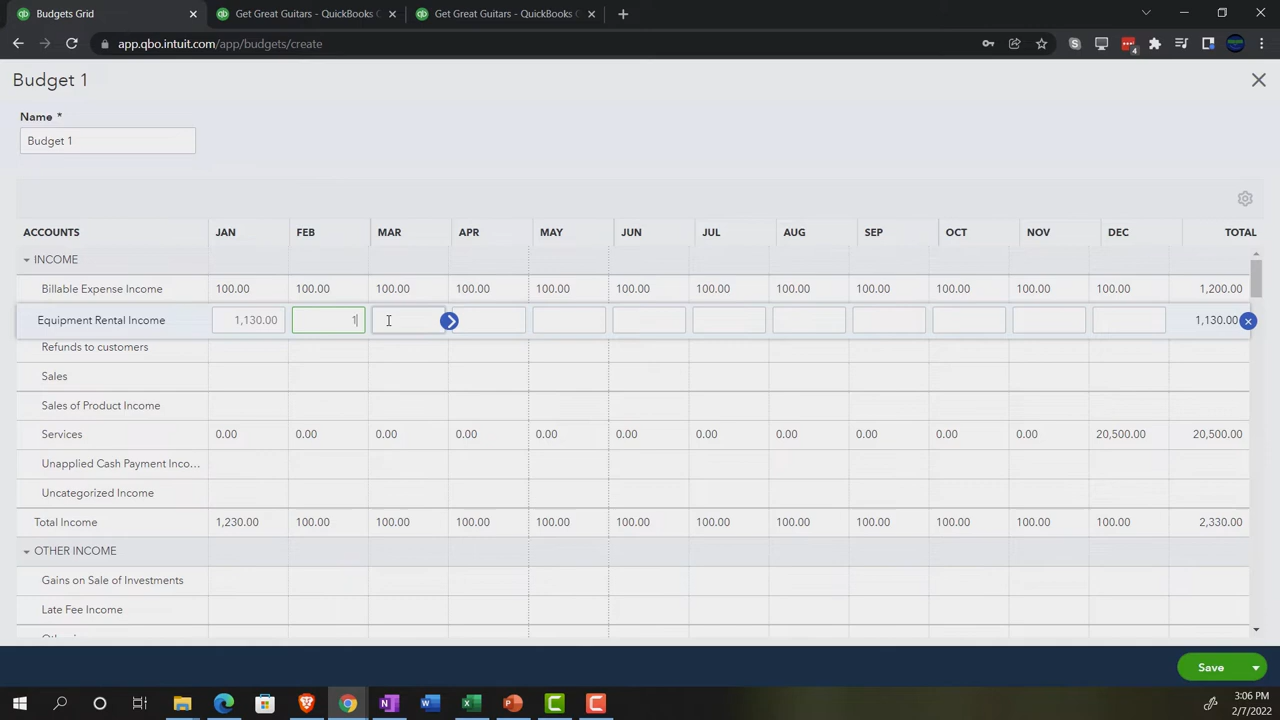 Budgets Grid
Get Great Guitars - QuickBooks C
Get Great Guitars - QuickBooks C
app.qbo.intuit.com/app/budgets/create
4
Budget 1
Name *
Budget 1
ACCOUNTS JAN FEB MAR APR MAY JUN JUL AUG SEP OCT NOV DEC TOTAL
INCOME
Billable Expense Income 100.00 100.00 100.00 100.00 100.00 100.00 100.00 100.00 100.00 100.00 100.00 100.00 1,200.00
Equipment Rental Income 1,130.00 1 1,130.00
Refunds to customers
Sales
Sales of Product Income
Services 0.00 0.00 0.00 0.00 0.00 0.00 0.00 0.00 0.00 0.00 0.00 20,500.00 20,500.00
Unapplied Cash Payment Inco...
Uncategorized Income
Total Income 1,230.00 100.00 100.00 100.00 100.00 100.00 100.00 100.00 100.00 100.00 100.00 100.00 2,330.00
OTHER INCOME
Gains on Sale of Investments
Late Fee Income
Save
3:06 PM
2/7/2022